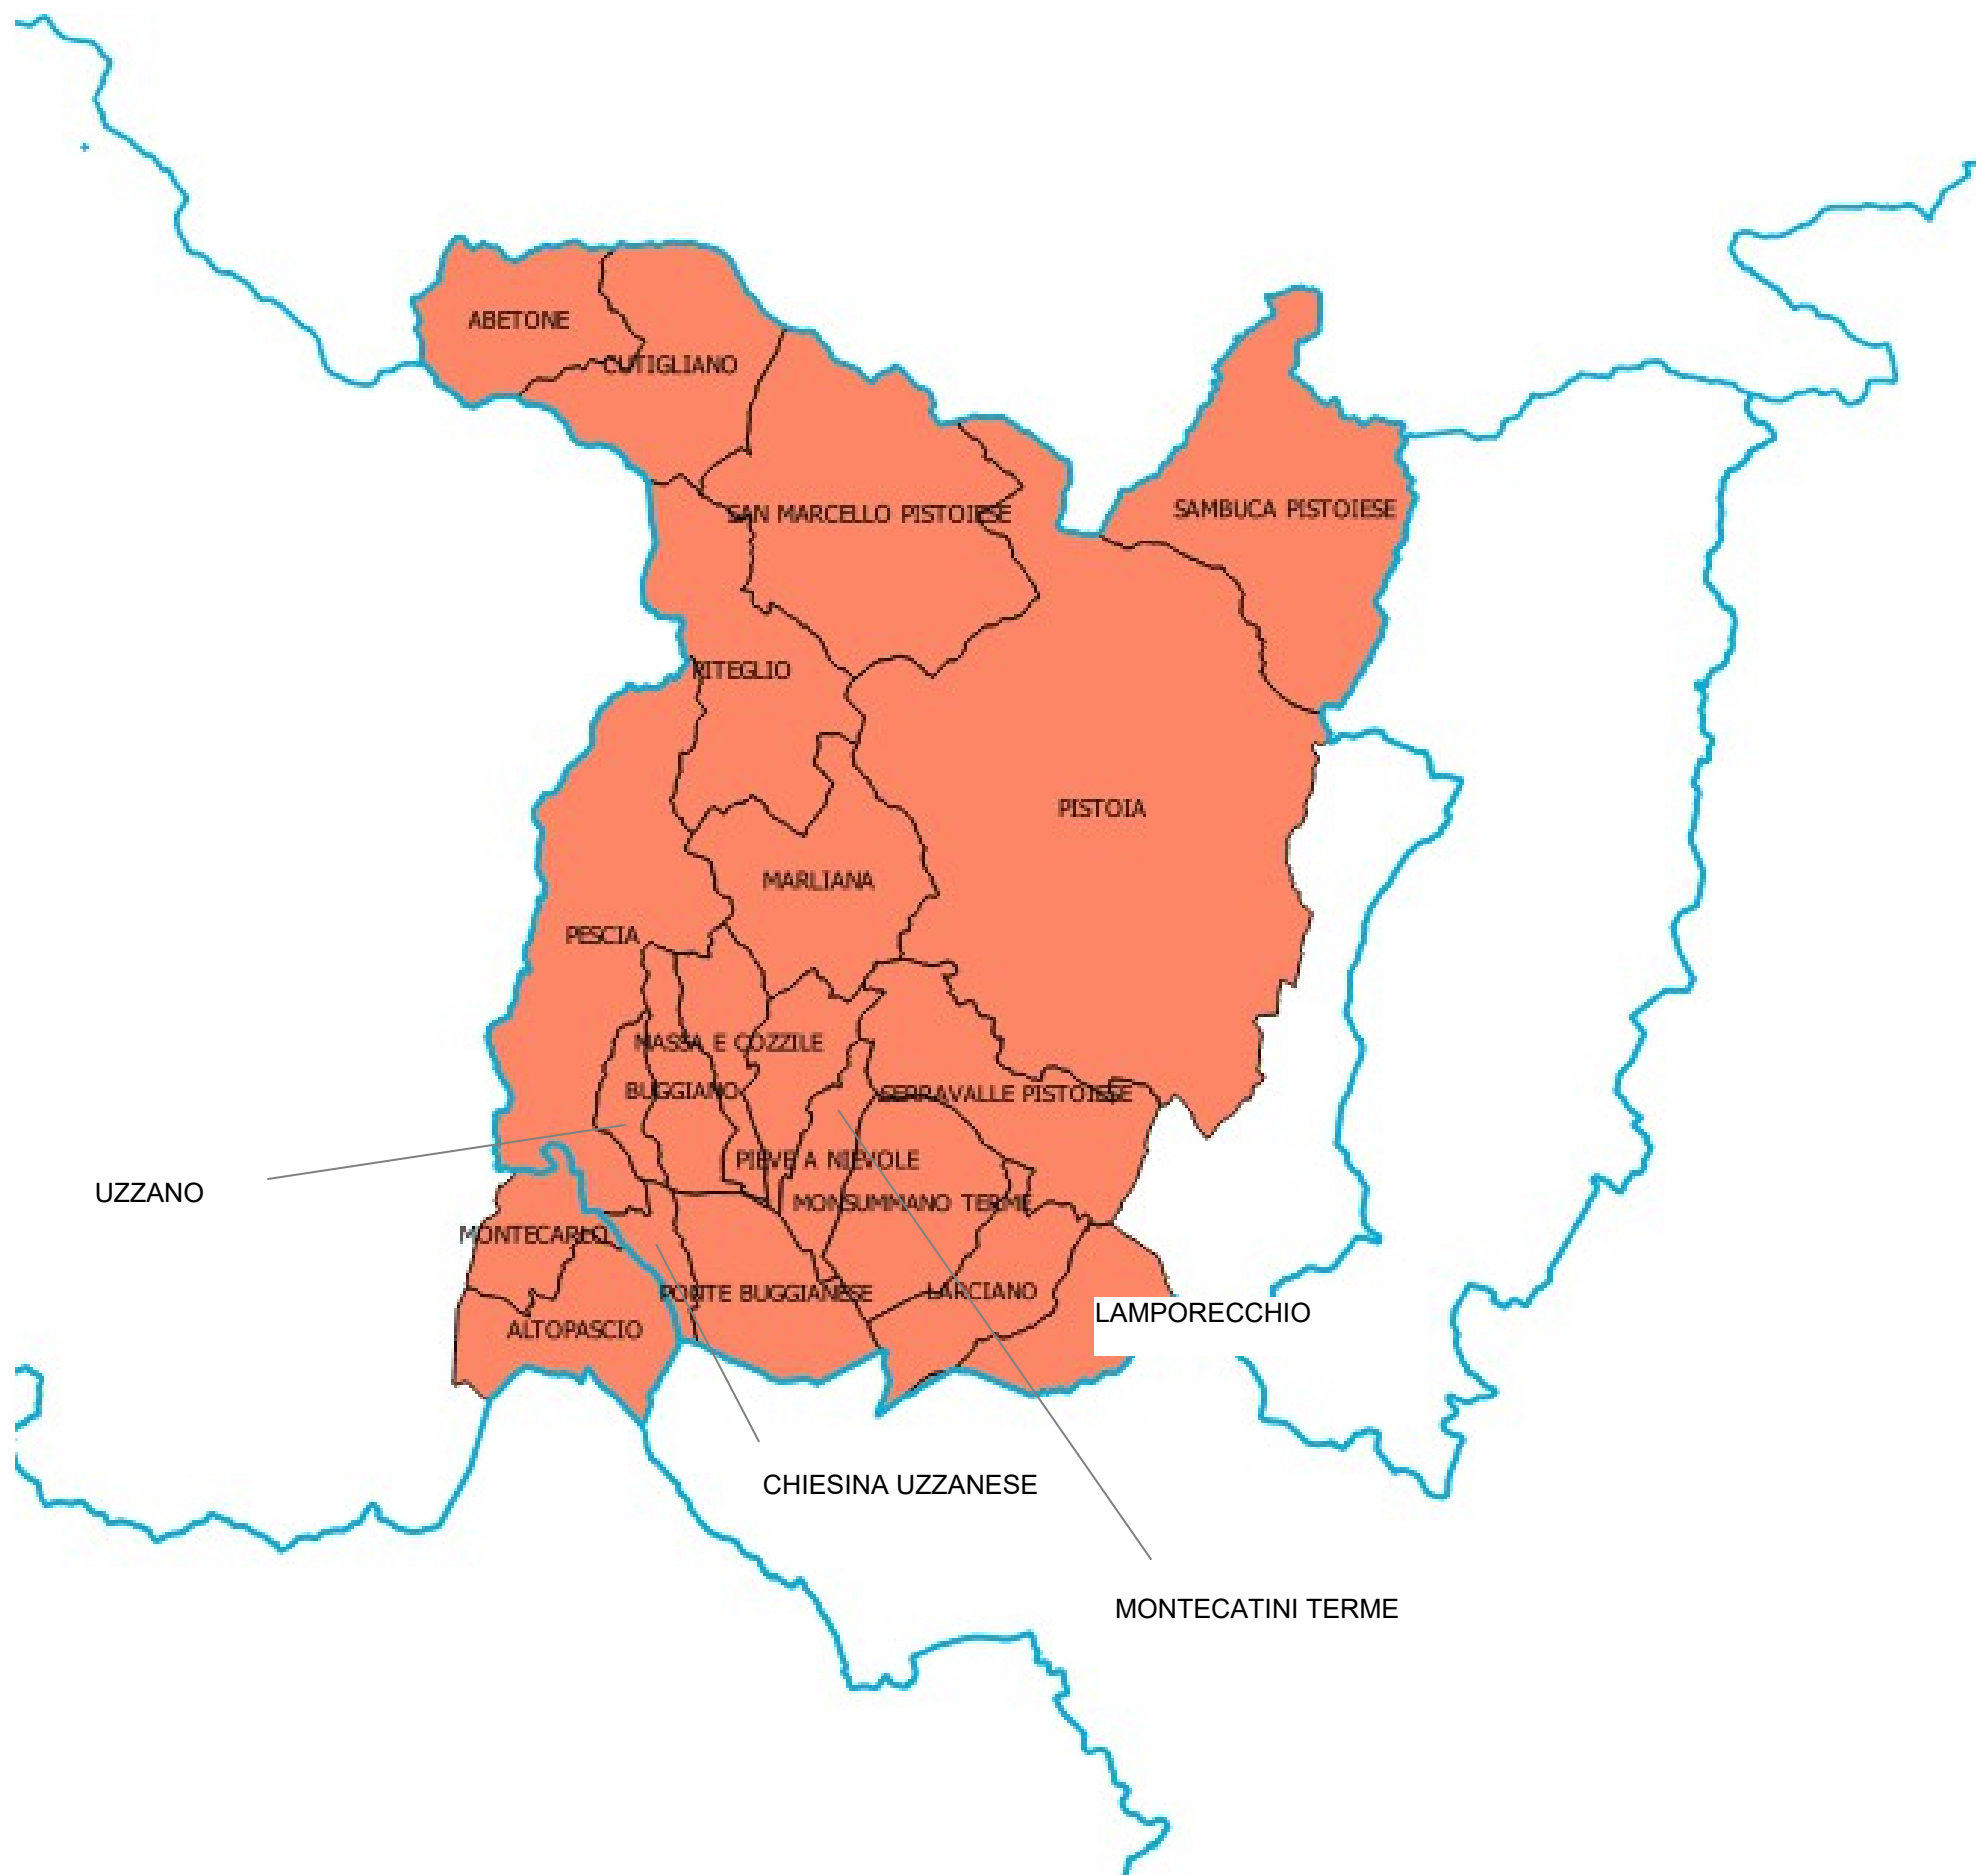 ABETONE
CUTIGLIANO
SAN MARCELLO PISTOIESE
SAMBUCA PISTOIESE
PITEGLIO
PISTOIA
MARLIANA
PESCIA
MASSA E COZZILE
BUGGIANO
SERRAVALLE PISTOIESE
PIEVE A NIEVOLE
UZZANO
MONSUMMANO TERME
MONTECARLO
PONTE BUGGIANESE
LARCIANO
LAMPORECCHIO
ALTOPASCIO
CHIESINA UZZANESE
MONTECATINI TERME